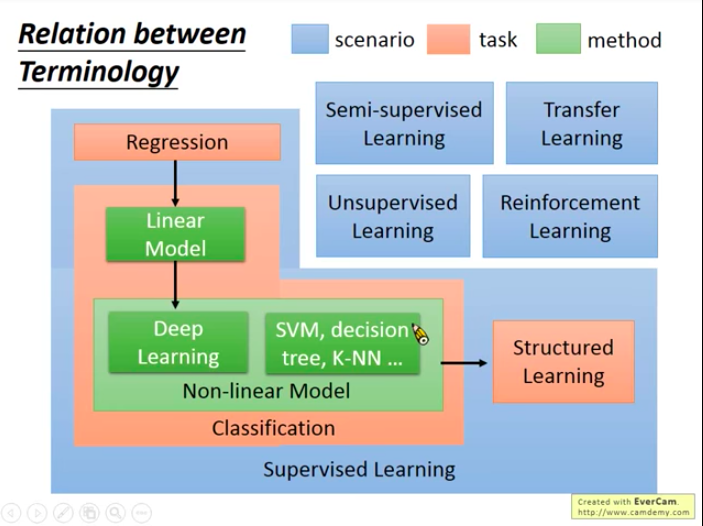 Relation between
Terminology
scenario
task
method
Semi-supervised
Learning
Transfer
Learning
Regression
Unsupervised
Learning
Reinforcement
Learning
Linear
Model
Deep
Learning
SVM, decision
tree, K-NN ...
Structured
Learning
Non-linear Model
Classification
Supervised Learning
Created with EverCam.
http://www.camdemy.com